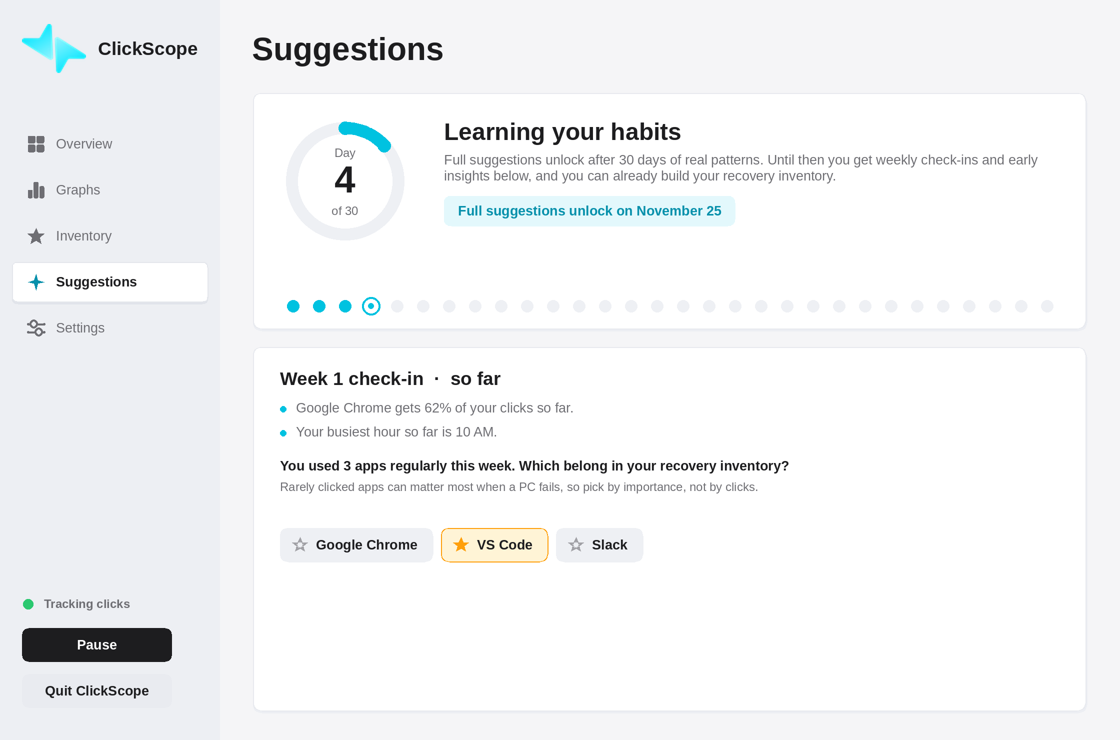 ClickScope
Overview
Graphs
Inventory
Suggestions
Settings
Tracking clicks
Pause
Quit ClickScope
Suggestions
Day
4
of 30
Learning your habits
Full suggestions unlock after 30 days of real patterns. Until then you get weekly check-ins and early
insights below, and you can already build your recovery inventory.
Full suggestions unlock on November 25
Week 1 check-in · so far
Google Chrome gets 62% of your clicks so far.
Your busiest hour so far is 10 AM.
You used 3 apps regularly this week. Which belong in your recovery inventory?
Rarely clicked apps can matter most when a PC fails, so pick by importance, not by clicks.
Google Chrome
VS Code
Slack